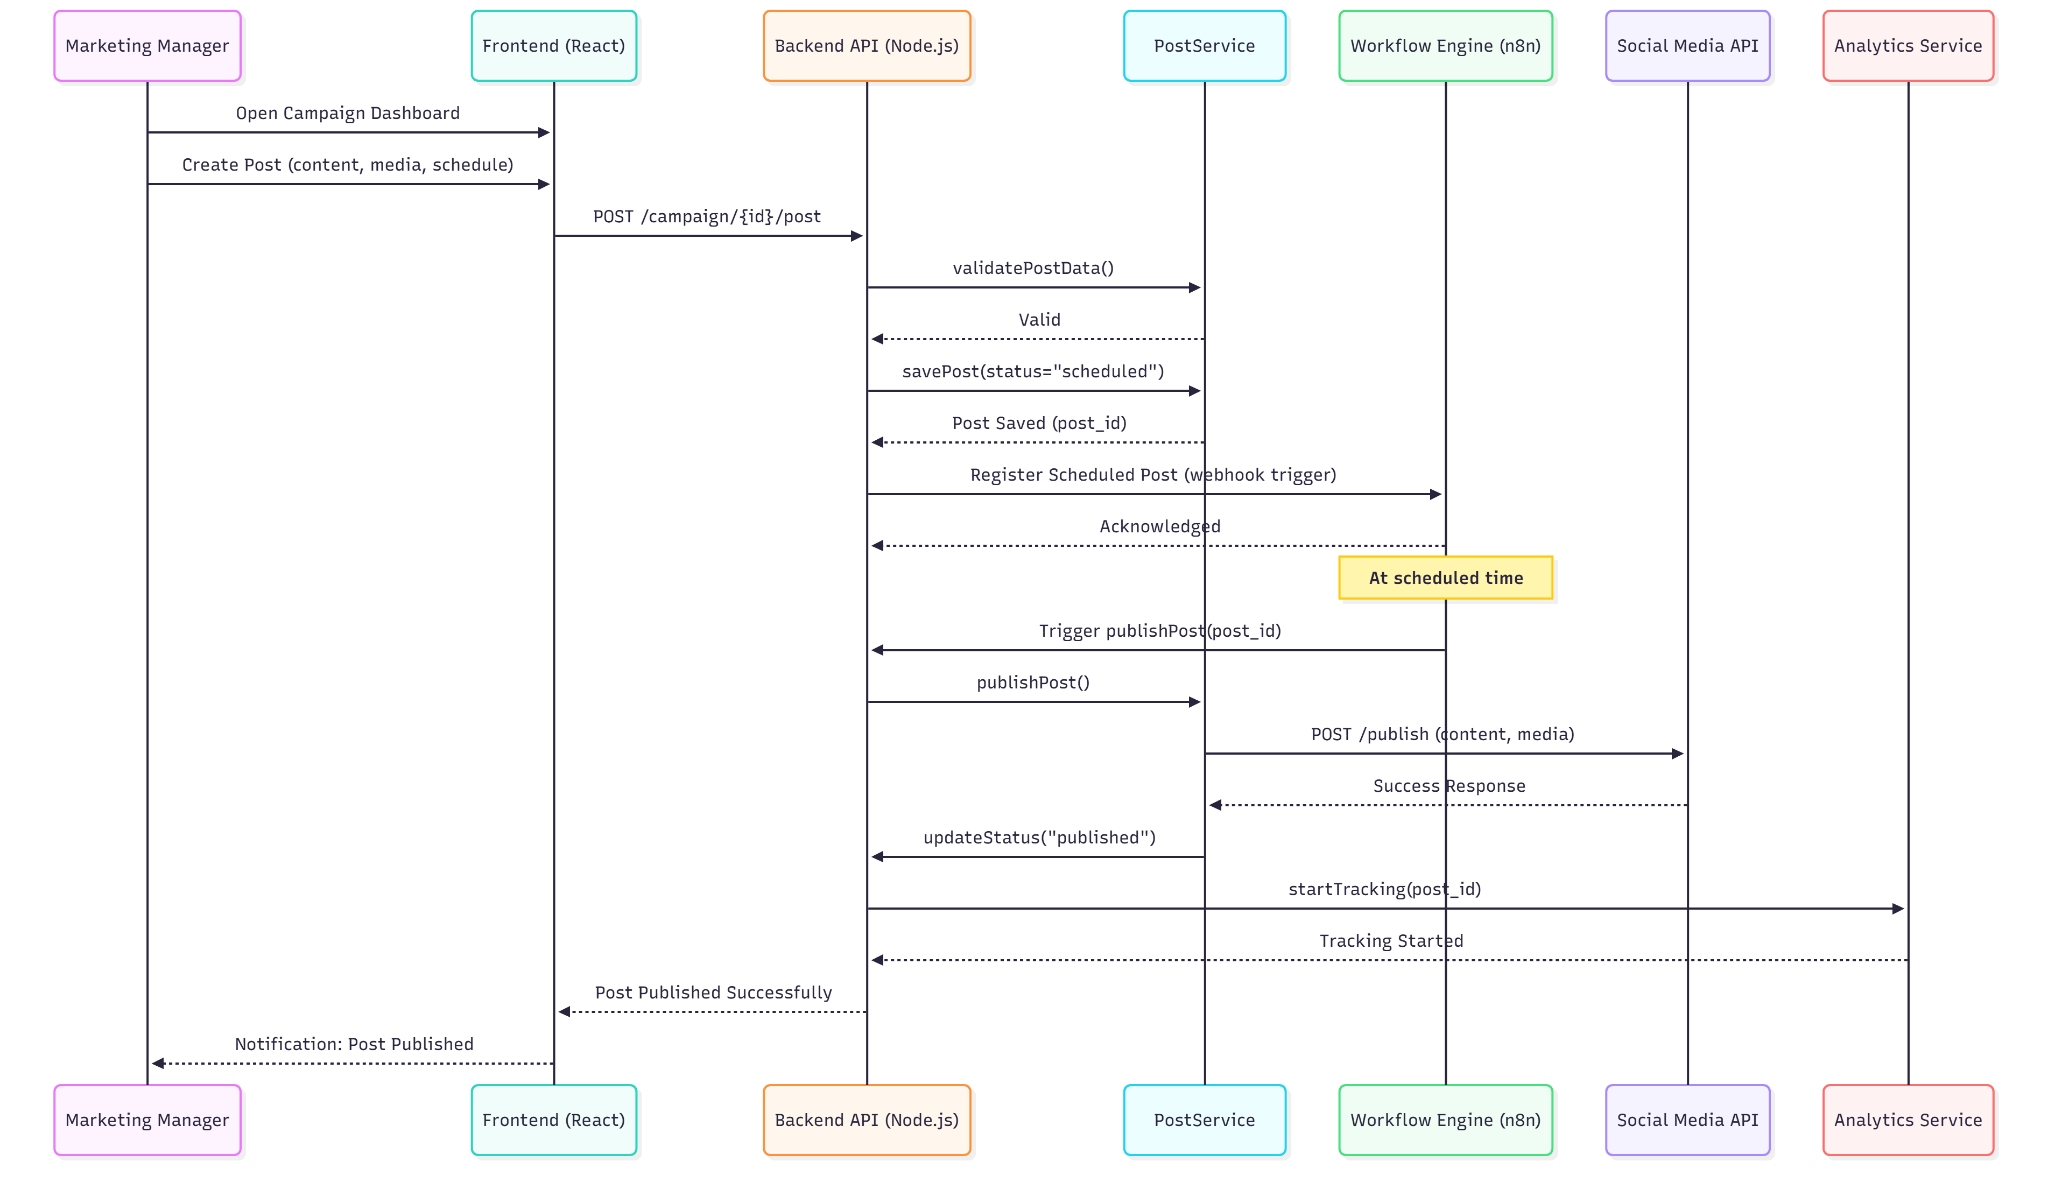 Marketing Manager
Frontend (React)
Backend API (Node.js)
PostService
Workflow Engine (n8n)
Social Media API
Analytics Service
Open Campaign Dashboard
Create Post (content, media, schedule)
POST /campaign/{id}/post
validatePostData()
Valid
savePost(status="scheduled")
Post Saved (post_id)
Register Scheduled Post (webhook trigger)
Acknowledged
At scheduled time
Trigger publishPost(post_id)
publishPost()
POST /publish (content, media)
Success Response
updateStatus("published")
startTracking(post_id)
Tracking Started
Post Published Successfully
Notification: Post Published
Marketing Manager
Frontend (React)
Backend API (Node.js)
PostService
Workflow Engine (n8n)
Social Media API
Analytics Service